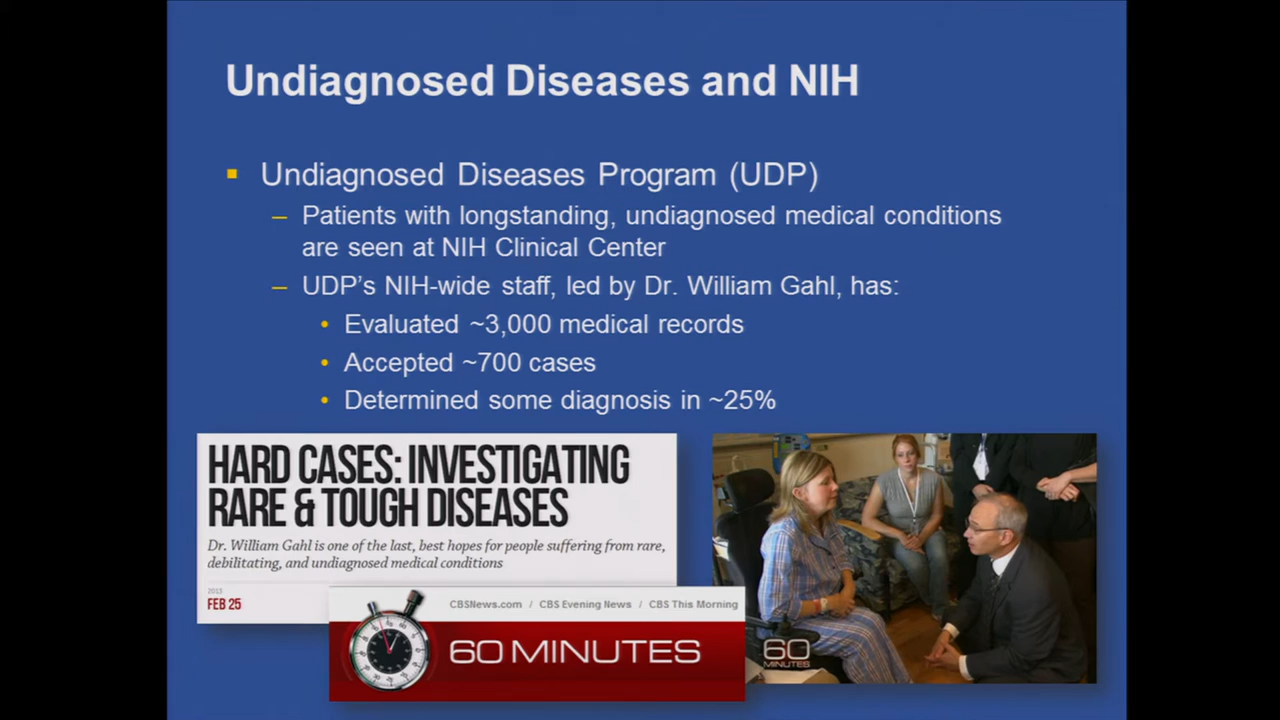 Undiagnosed Diseases and NIH
Undiagnosed Diseases Program (UDP)
– Patients with longstanding, undiagnosed medical conditions
are seen at NIH Clinical Center
– UDP's NIH-wide staff, led by Dr. William Gahl, has:
• Evaluated ~3,000 medical records
• Accepted ~700 cases
• Determined some diagnosis in ~25%
HARD CASES: INVESTIGATING
RARE & TOUGH DISEASES
Dr. William Gahl is one of the last, best hopes for people suffering from rare,
debilitating, and undiagnosed medical conditions
2013
FEB 25
CBSNews.com / CBS Evening News / CBS This Morning
60 MINUTES
60
MINUTES